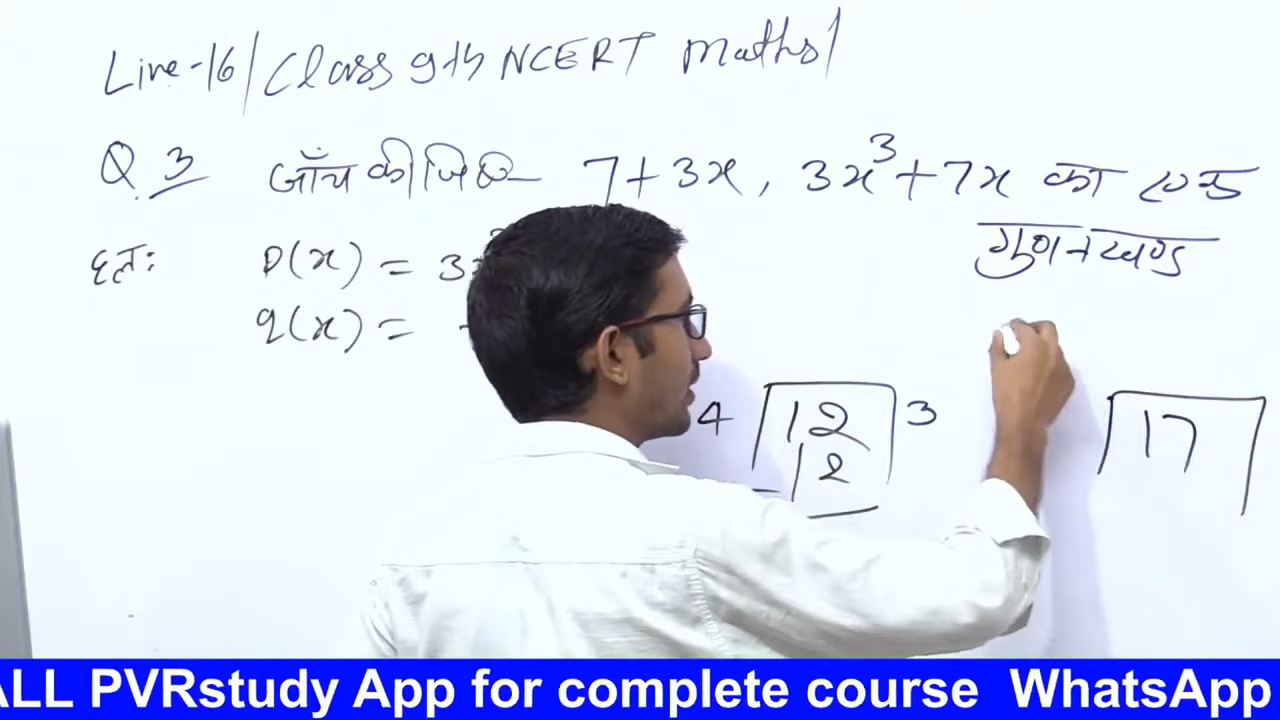 Live-16/Class 9th NCERT Maths/
Q.3 जाँच कीजिए 7+3x, 3x³+7x का एक
गुणनखण्ड
हल: p(x) = 3
q(x) =
4 12 3
-12
17
ALL PVRstudy App for complete course WhatsApp